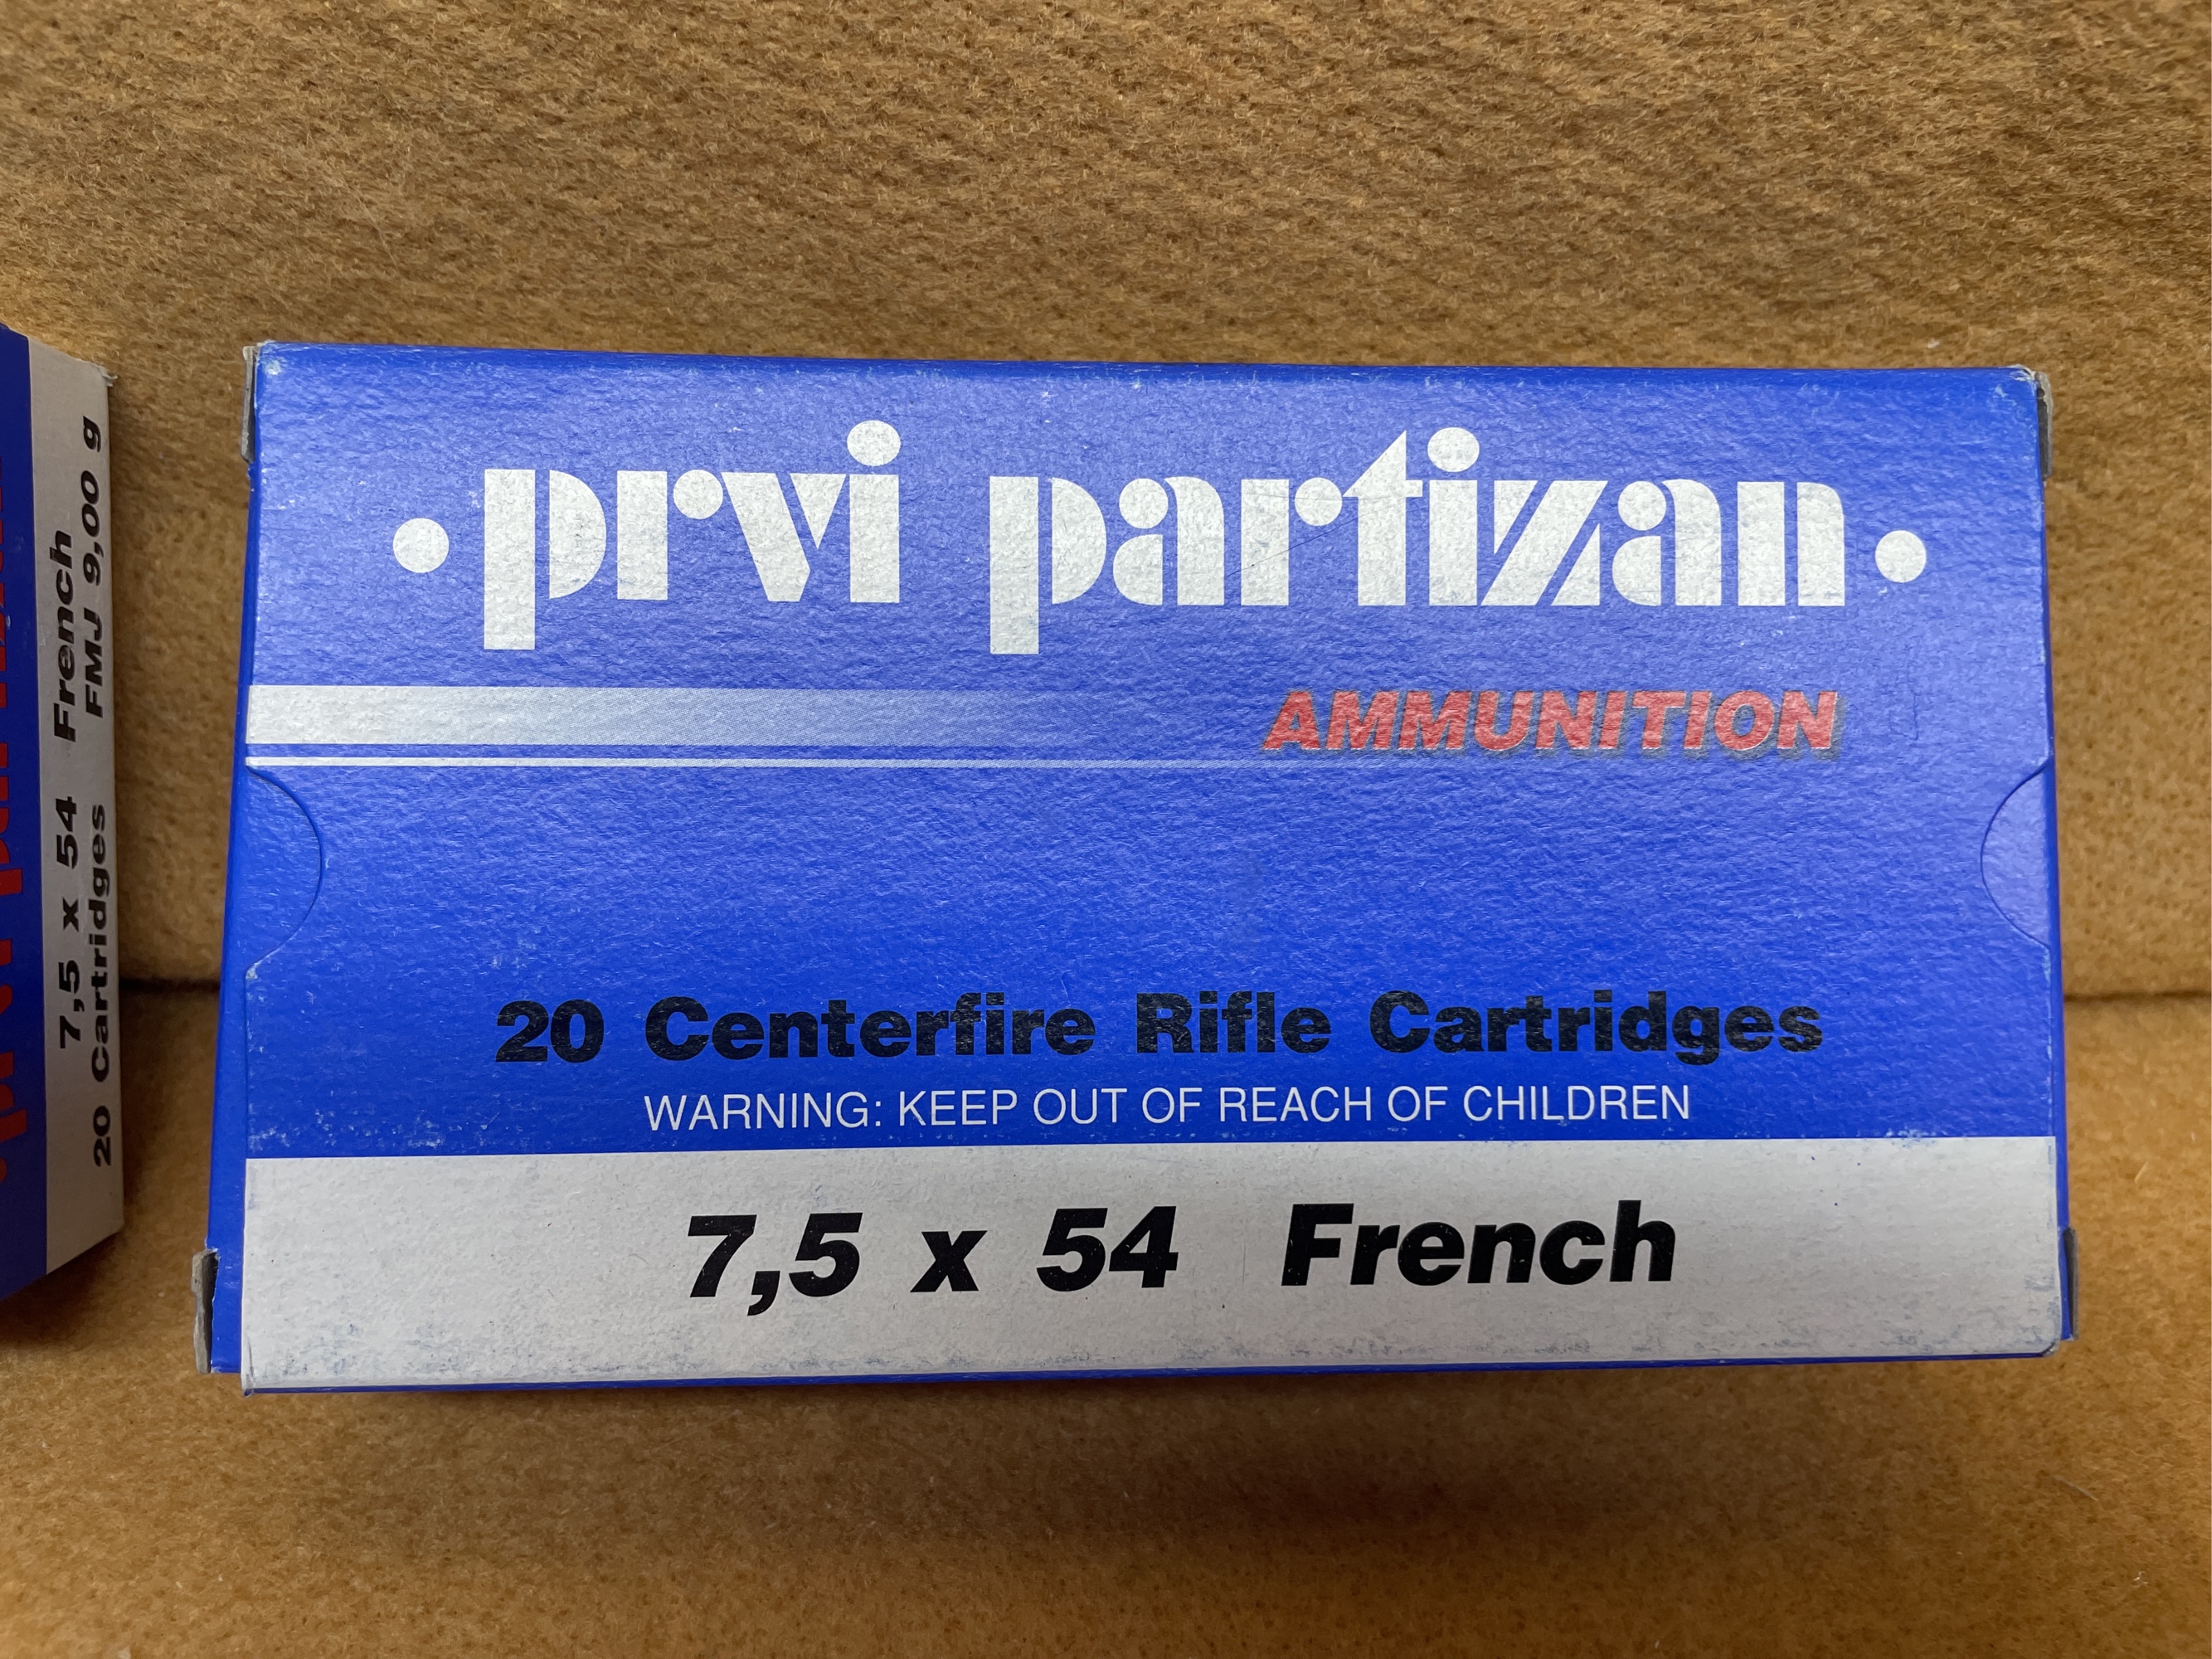 • prvi partizan •
AMMUNITION
20 Centerfire Rifle Cartridges
WARNING: KEEP OUT OF REACH OF CHILDREN
7,5 x 54 French
7,5 x 54 French
20 Cartridges FMJ 9,00 g